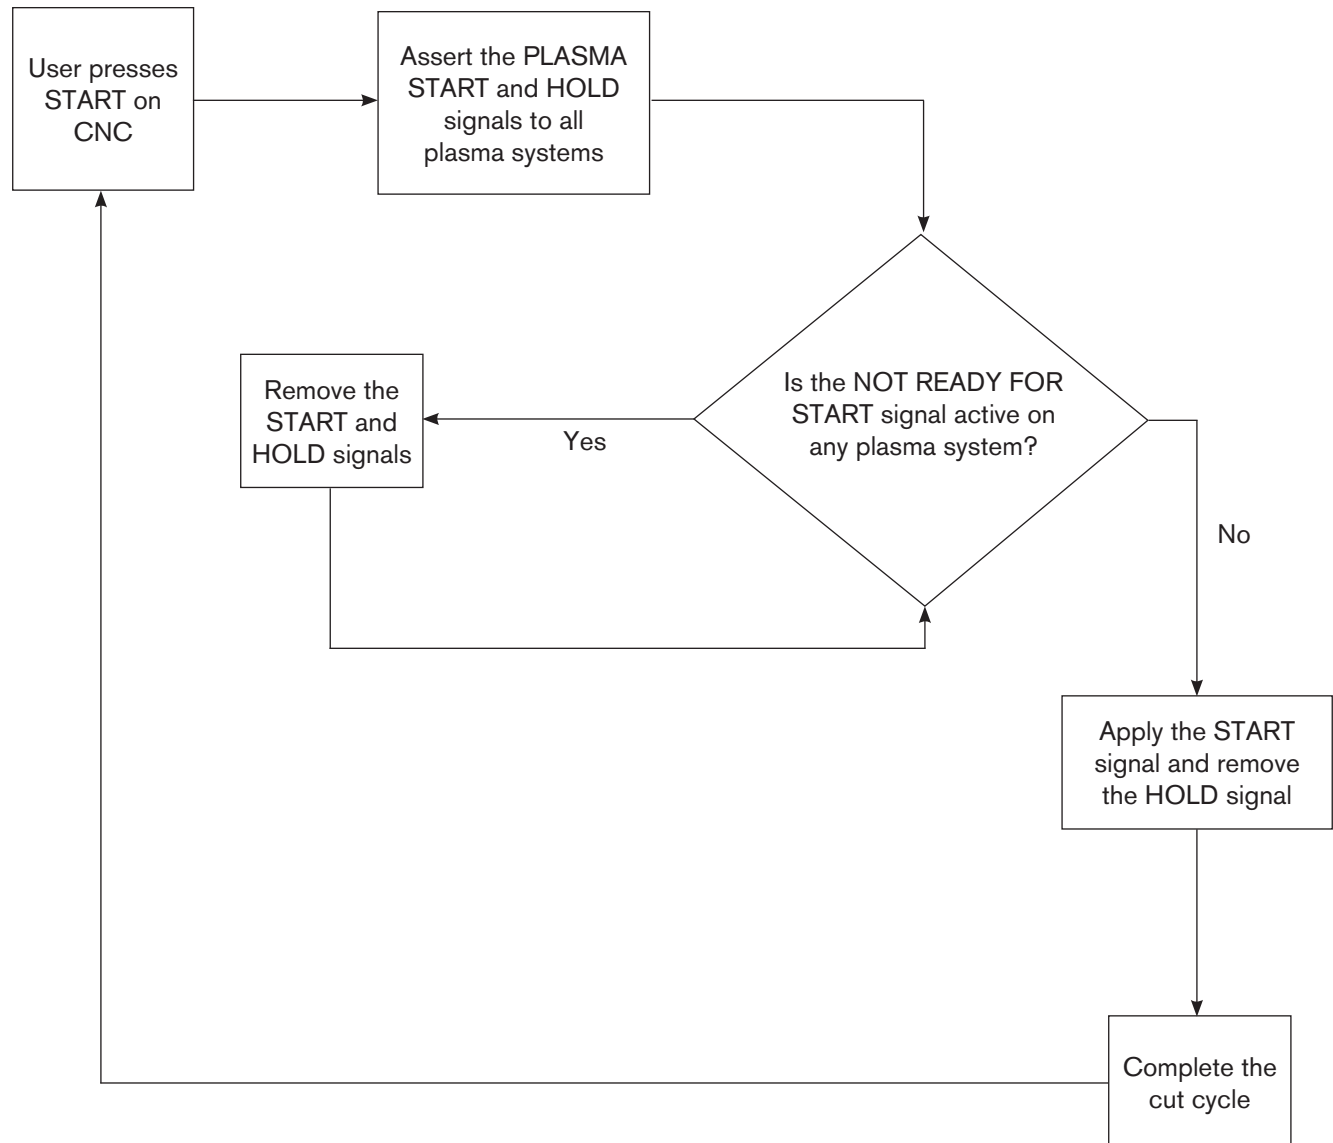 User presses
START on
CNC
Assert the PLASMA
START and HOLD
signals to all
plasma systems
Is the NOT READY FOR
START signal active on
any plasma system?
Remove the
START and
HOLD signals
Yes
No
Apply the START
signal and remove
the HOLD signal
Complete the
cut cycle